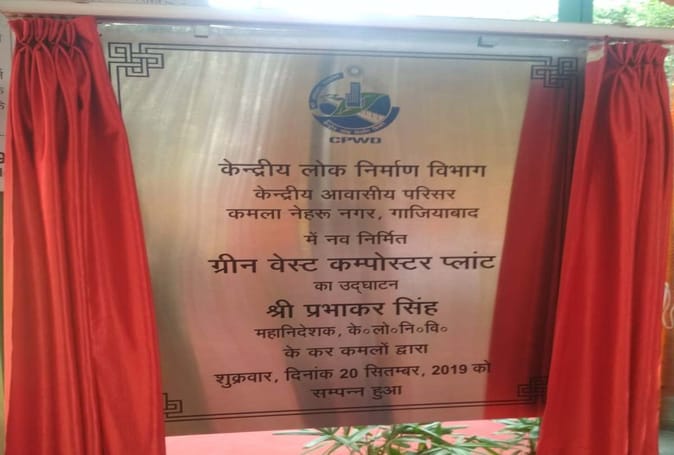 CPWD
केन्द्रीय लोक निर्माण विभाग
केन्द्रीय आवासीय परिसर
कमला नेहरू नगर, गाजियाबाद
में नव निर्मित
ग्रीन वेस्ट कम्पोस्टर प्लांट
का उद्घाटन
श्री प्रभाकर सिंह
महानिदेशक, के०लो०नि०वि०
के कर कमलों द्वारा
शुक्रवार, दिनांक 20 सितम्बर, 2019 को
सम्पन्न हुआ